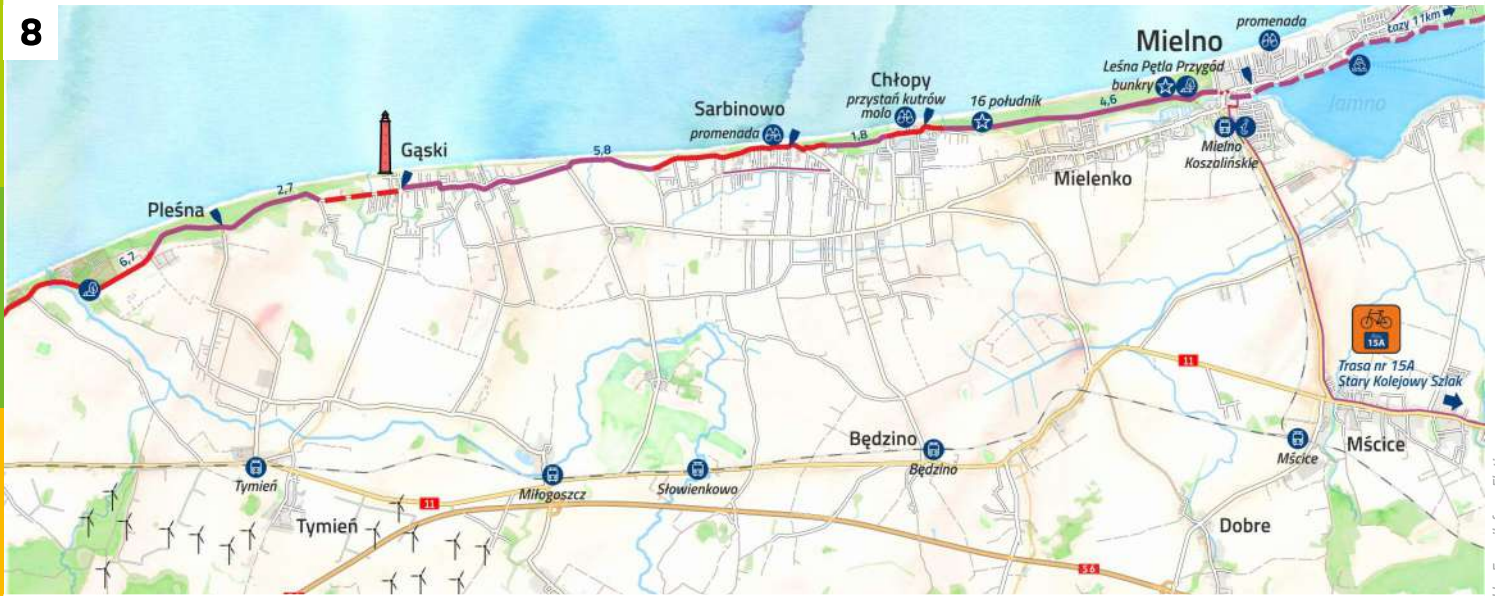 8
promenada
Łazy 11km
Mielno
Leśna Pętla Przygód
bunkry
Jamno
Chłopy
przystań kutrów
molo
16 południk
4,6
Sarbinowo
promenada
1,8
Mielno
Koszalińskie
Mielenko
Gąski
5,8
2,7
Pleśna
6,7
11
15A
Trasa nr 15A
Stary Kolejowy Szlak
Będzino
Będzino
Mścice
Mścice
Tymień
Miłogoszcz
Słowienkowo
11
Tymień
Dobre
S6